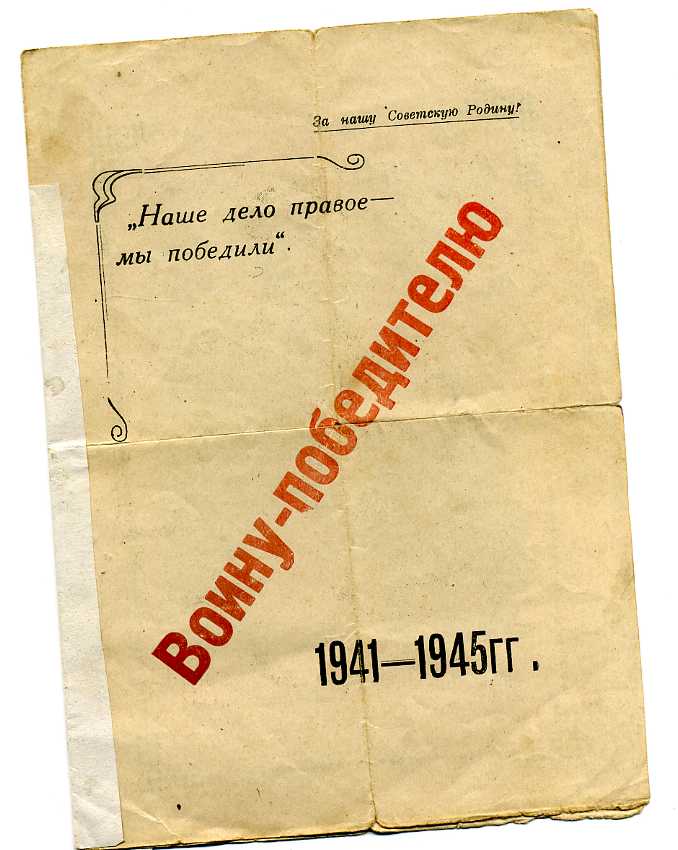 За нашу Советскую Родину!
„Наше дело правое—
мы победили“.
Воину-победителю
1941—1945гг.